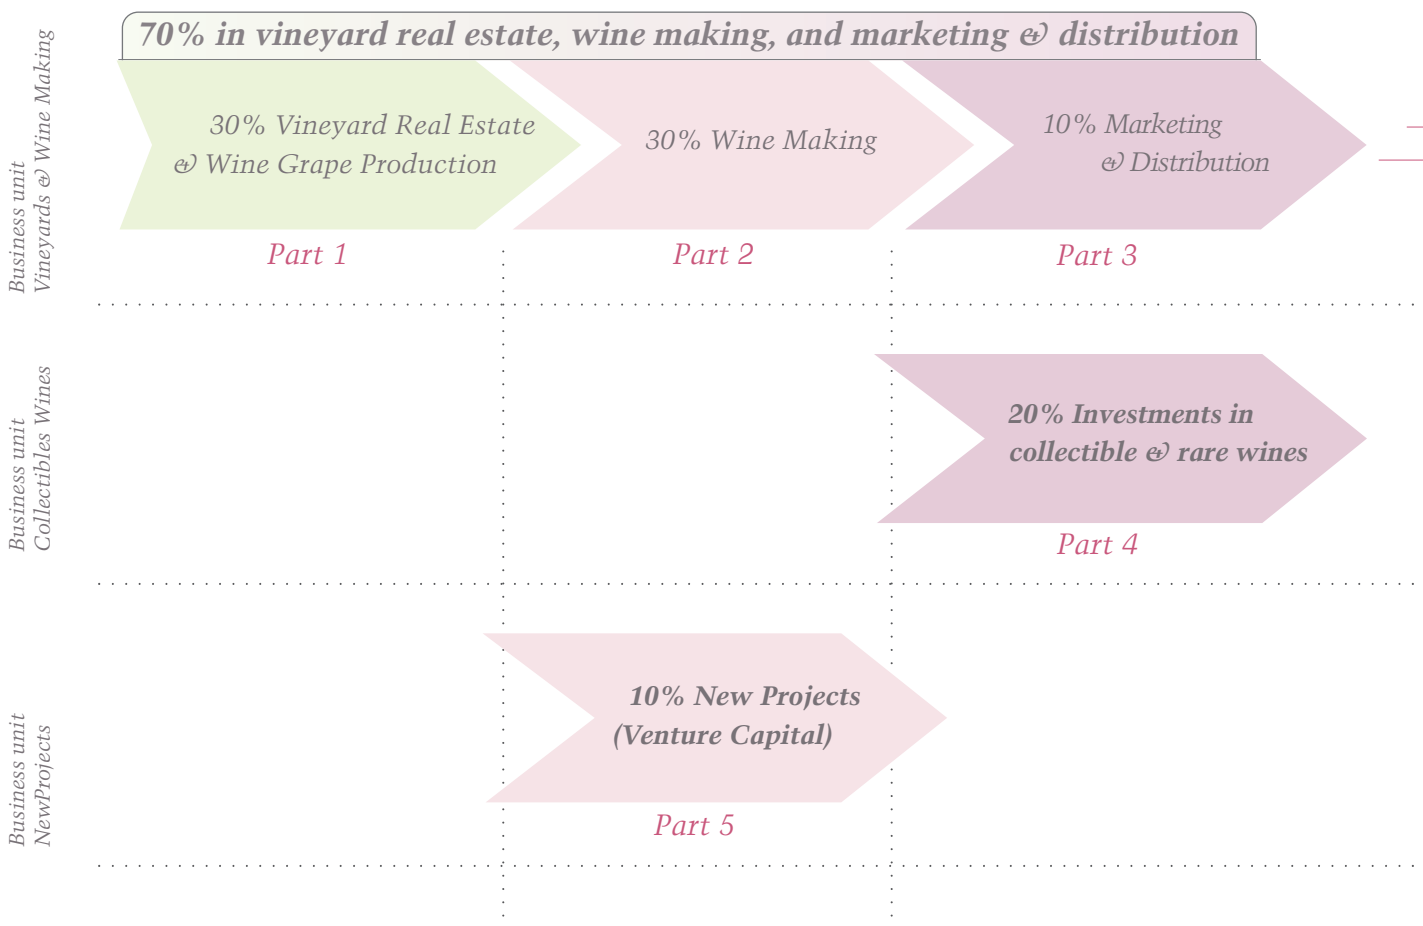 70% in vineyard real estate, wine making, and marketing & distribution
Business unit
Vineyards & Wine Making
30% Vineyard Real Estate
& Wine Grape Production
30% Wine Making
10% Marketing
& Distribution
Part 1
Part 2
Part 3
Business unit
Collectibles Wines
20% Investments in
collectible & rare wines
Part 4
Business unit
NewProjects
10% New Projects
(Venture Capital)
Part 5